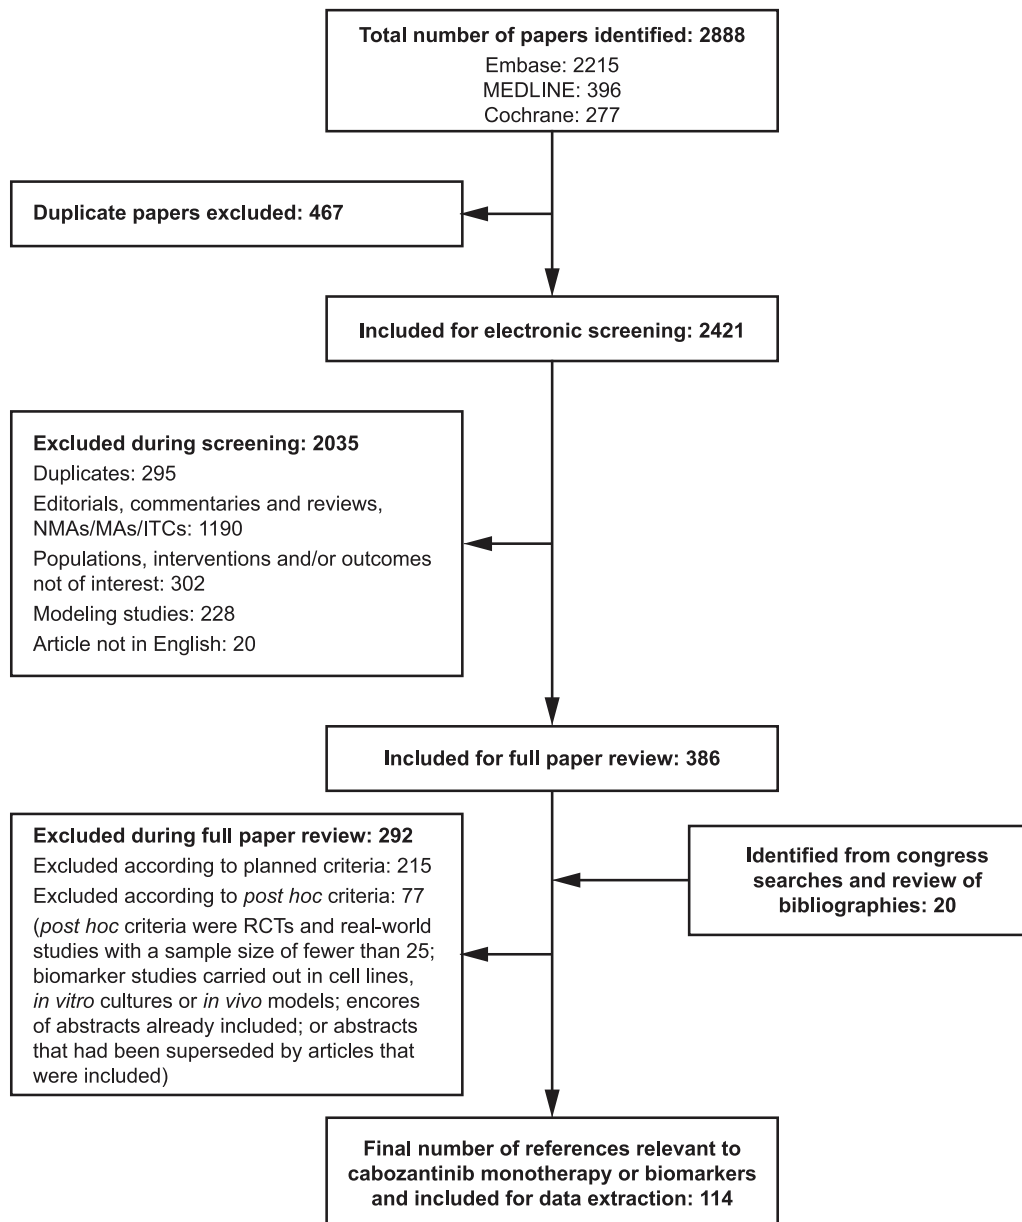 Total number of papers identified: 2888
Embase: 2215
MEDLINE: 396
Cochrane: 277
Duplicate papers excluded: 467
Included for electronic screening: 2421
Excluded during screening: 2035
Duplicates: 295
Editorials, commentaries and reviews,
NMAs/MAs/ITCs: 1190
Populations, interventions and/or outcomes
not of interest: 302
Modeling studies: 228
Article not in English: 20
Included for full paper review: 386
Excluded during full paper review: 292
Excluded according to planned criteria: 215
Excluded according to post hoc criteria: 77
(post hoc criteria were RCTs and real-world
studies with a sample size of fewer than 25;
biomarker studies carried out in cell lines,
in vitro cultures or in vivo models; encores
of abstracts already included; or abstracts
that had been superseded by articles that
were included)
Identified from congress
searches and review of
bibliographies: 20
Final number of references relevant to
cabozantinib monotherapy or biomarkers
and included for data extraction: 114